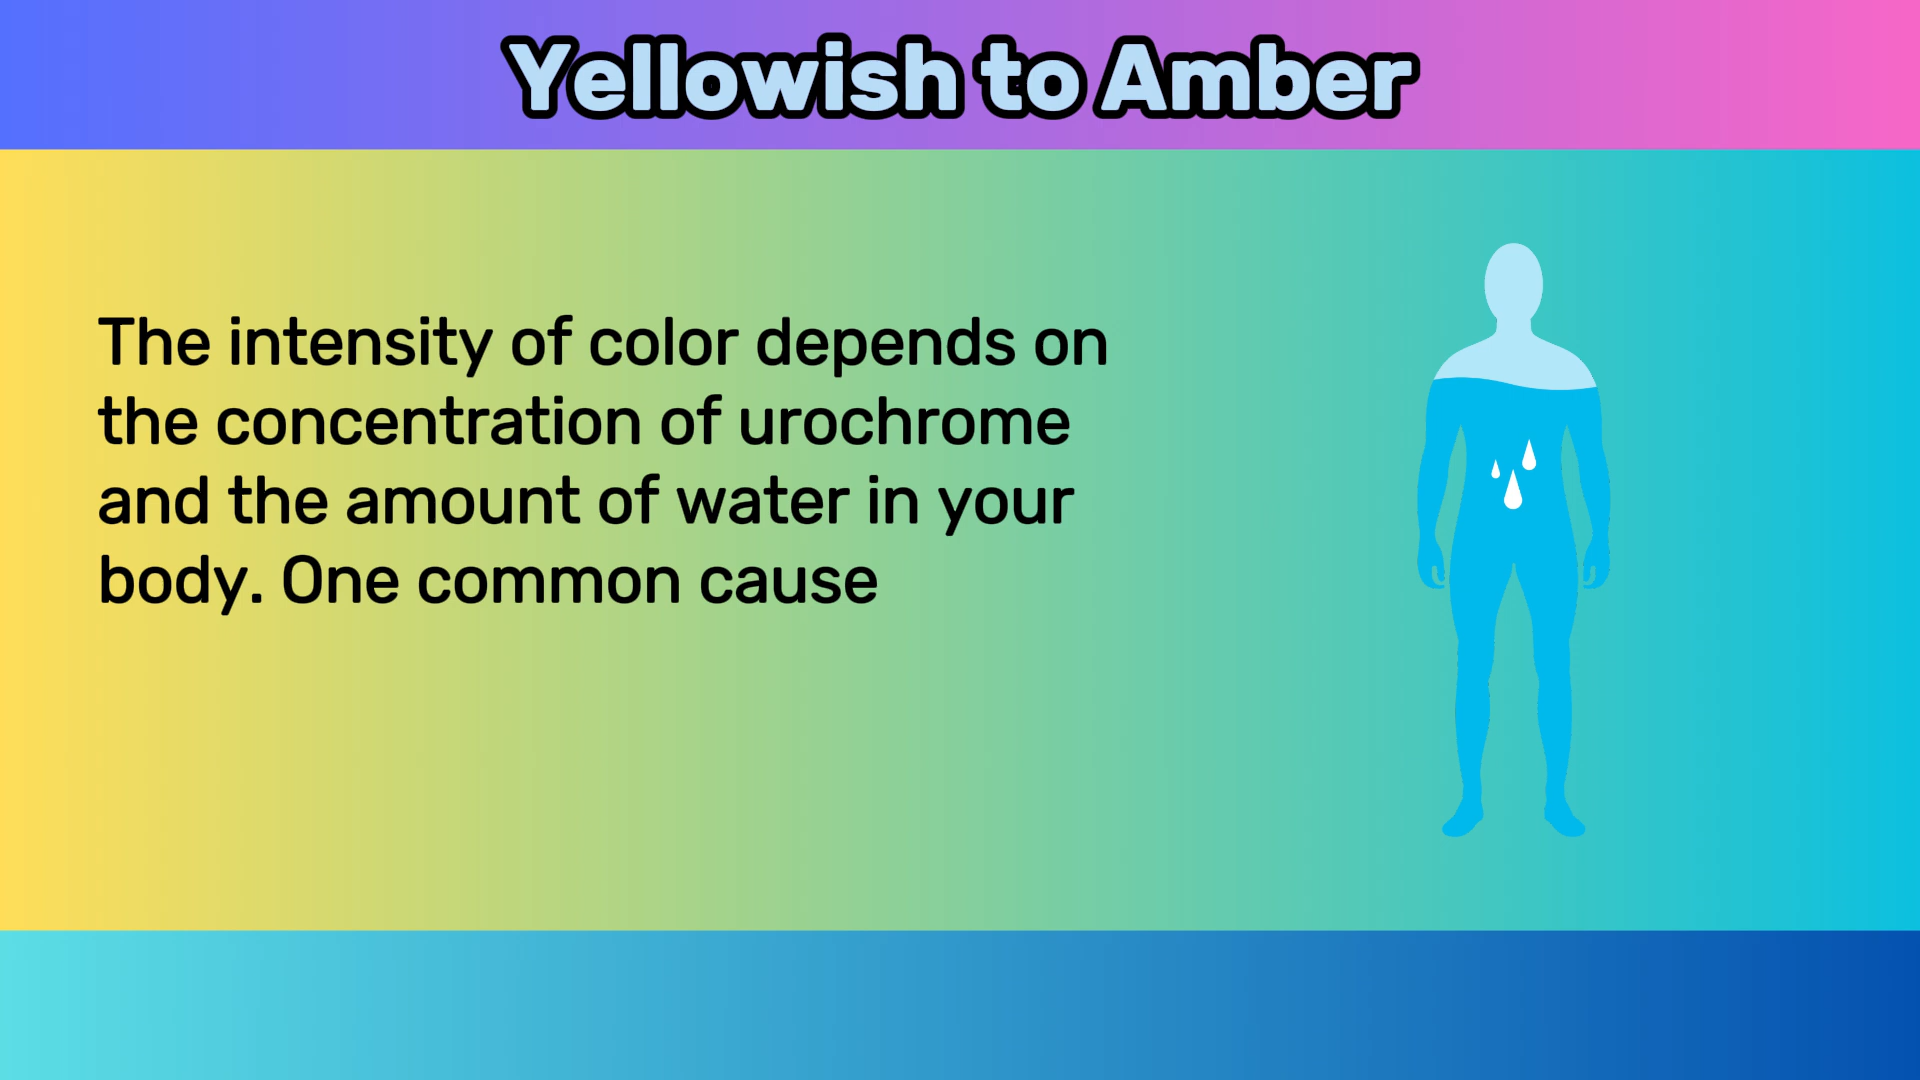 Yellowish to Amber
The intensity of color depends on
the concentration of urochrome
and the amount of water in your
body. One common cause